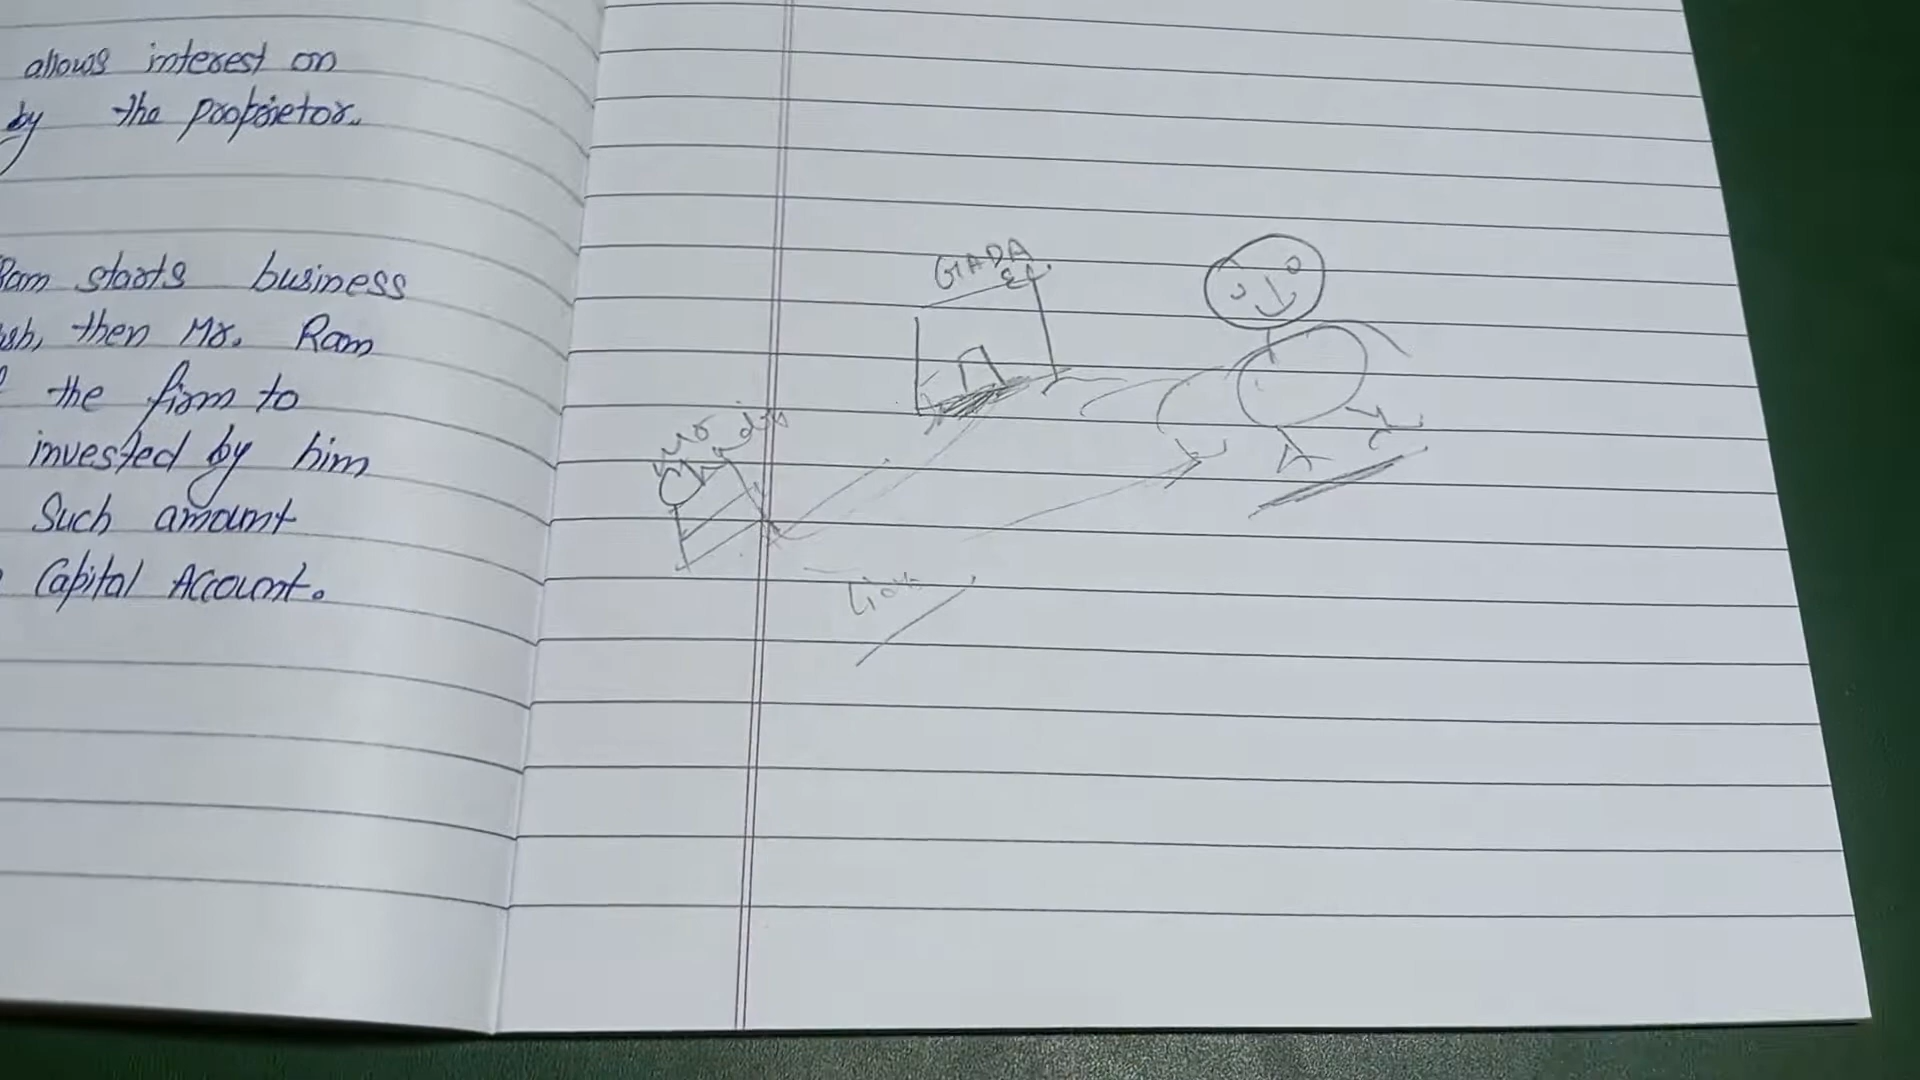 allows interest on
by the proprietor.
Ram starts business
then Mr. Ram
the firm to
invested by him
Such amount
Capital Account.
GADA